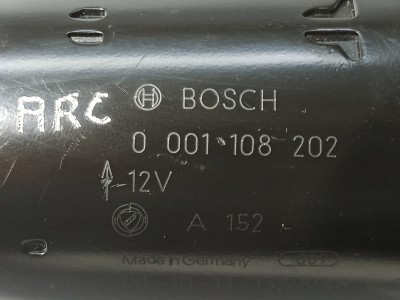 ARC BOSCH
0 001 108 202
12V
A 152
Made in Germany